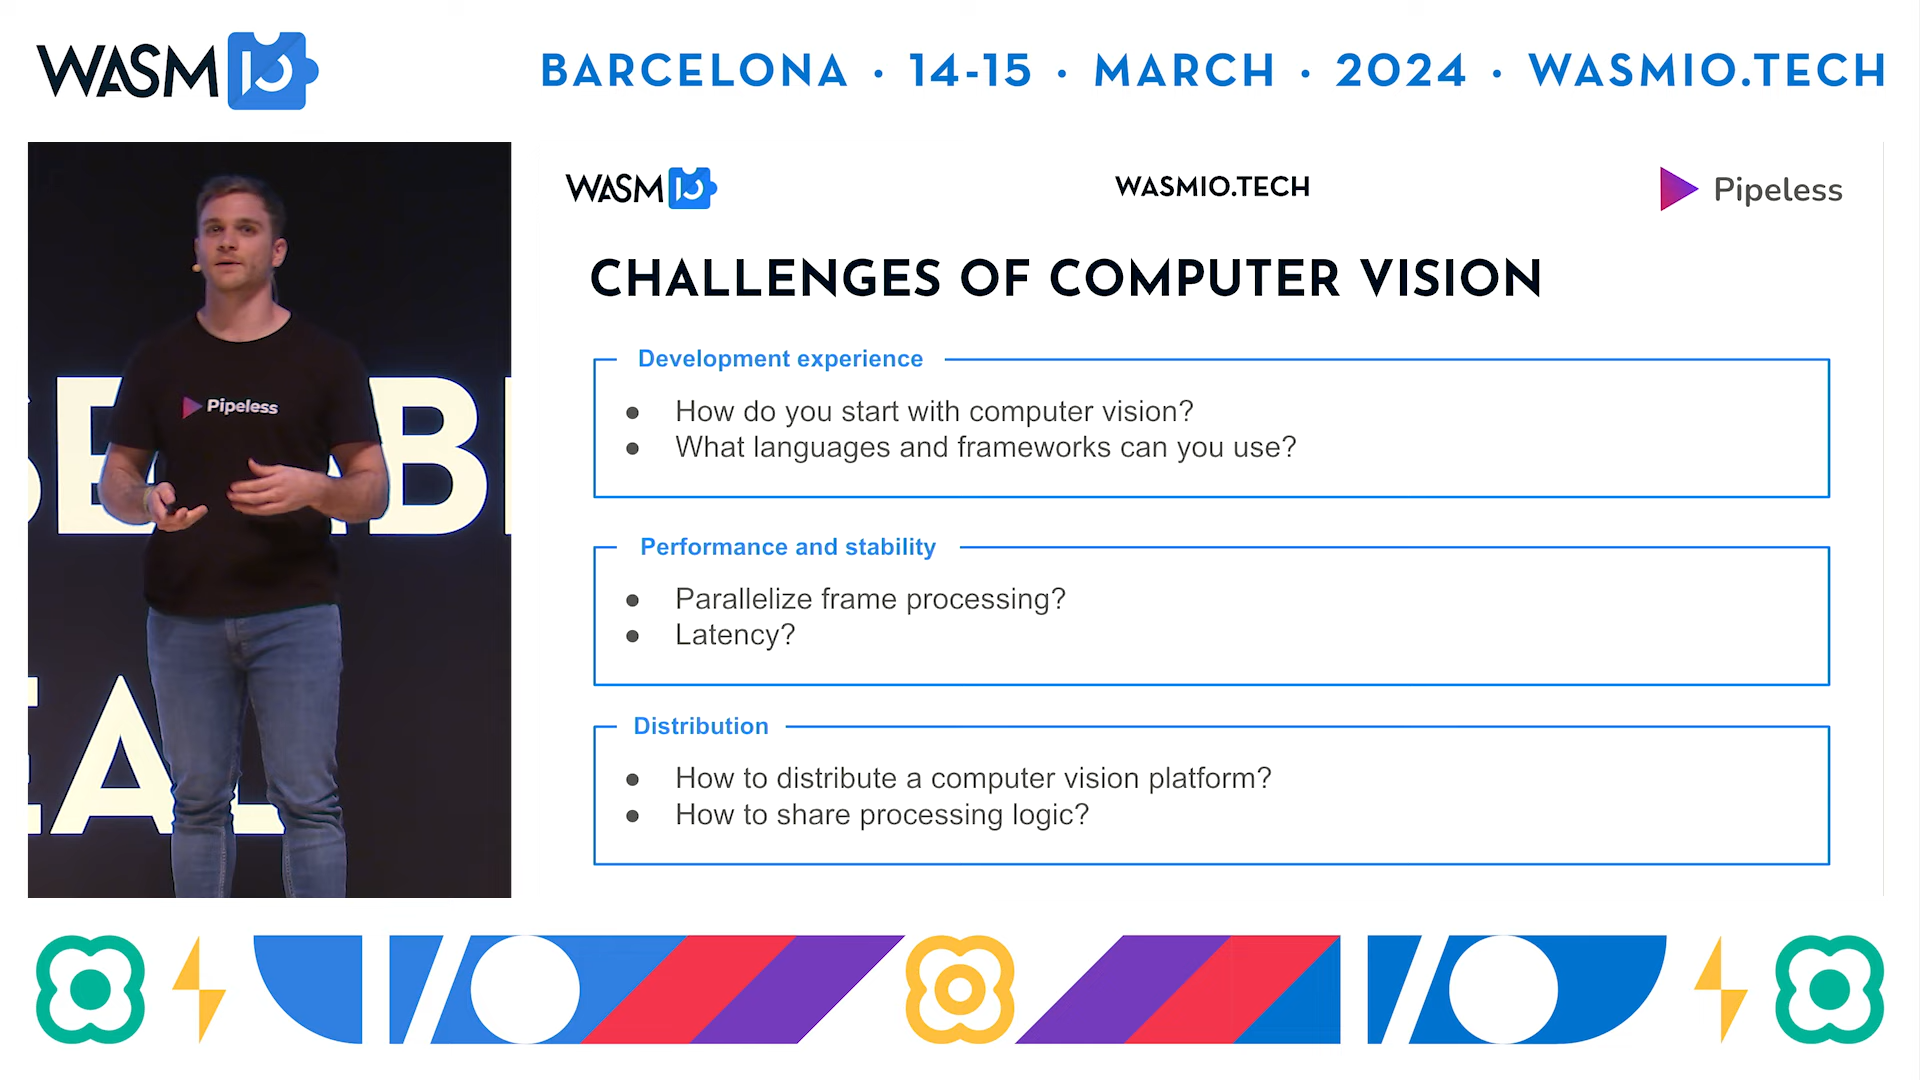 WASM IO
BARCELONA · 14-15 · MARCH · 2024 · WASMIO.TECH
WASM IO
WASMIO.TECH
Pipeless
CHALLENGES OF COMPUTER VISION
Development experience
● How do you start with computer vision?
● What languages and frameworks can you use?
Performance and stability
● Parallelize frame processing?
● Latency?
Distribution
● How to distribute a computer vision platform?
● How to share processing logic?
Pipeless